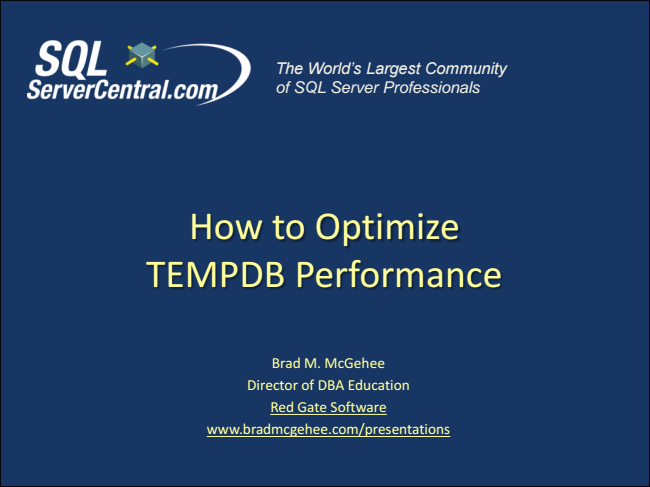 SQL
ServerCentral.com
The World's Largest Community
of SQL Server Professionals
How to Optimize
TEMPDB Performance
Brad M. McGehee
Director of DBA Education
Red Gate Software
www.bradmcgehee.com/presentations